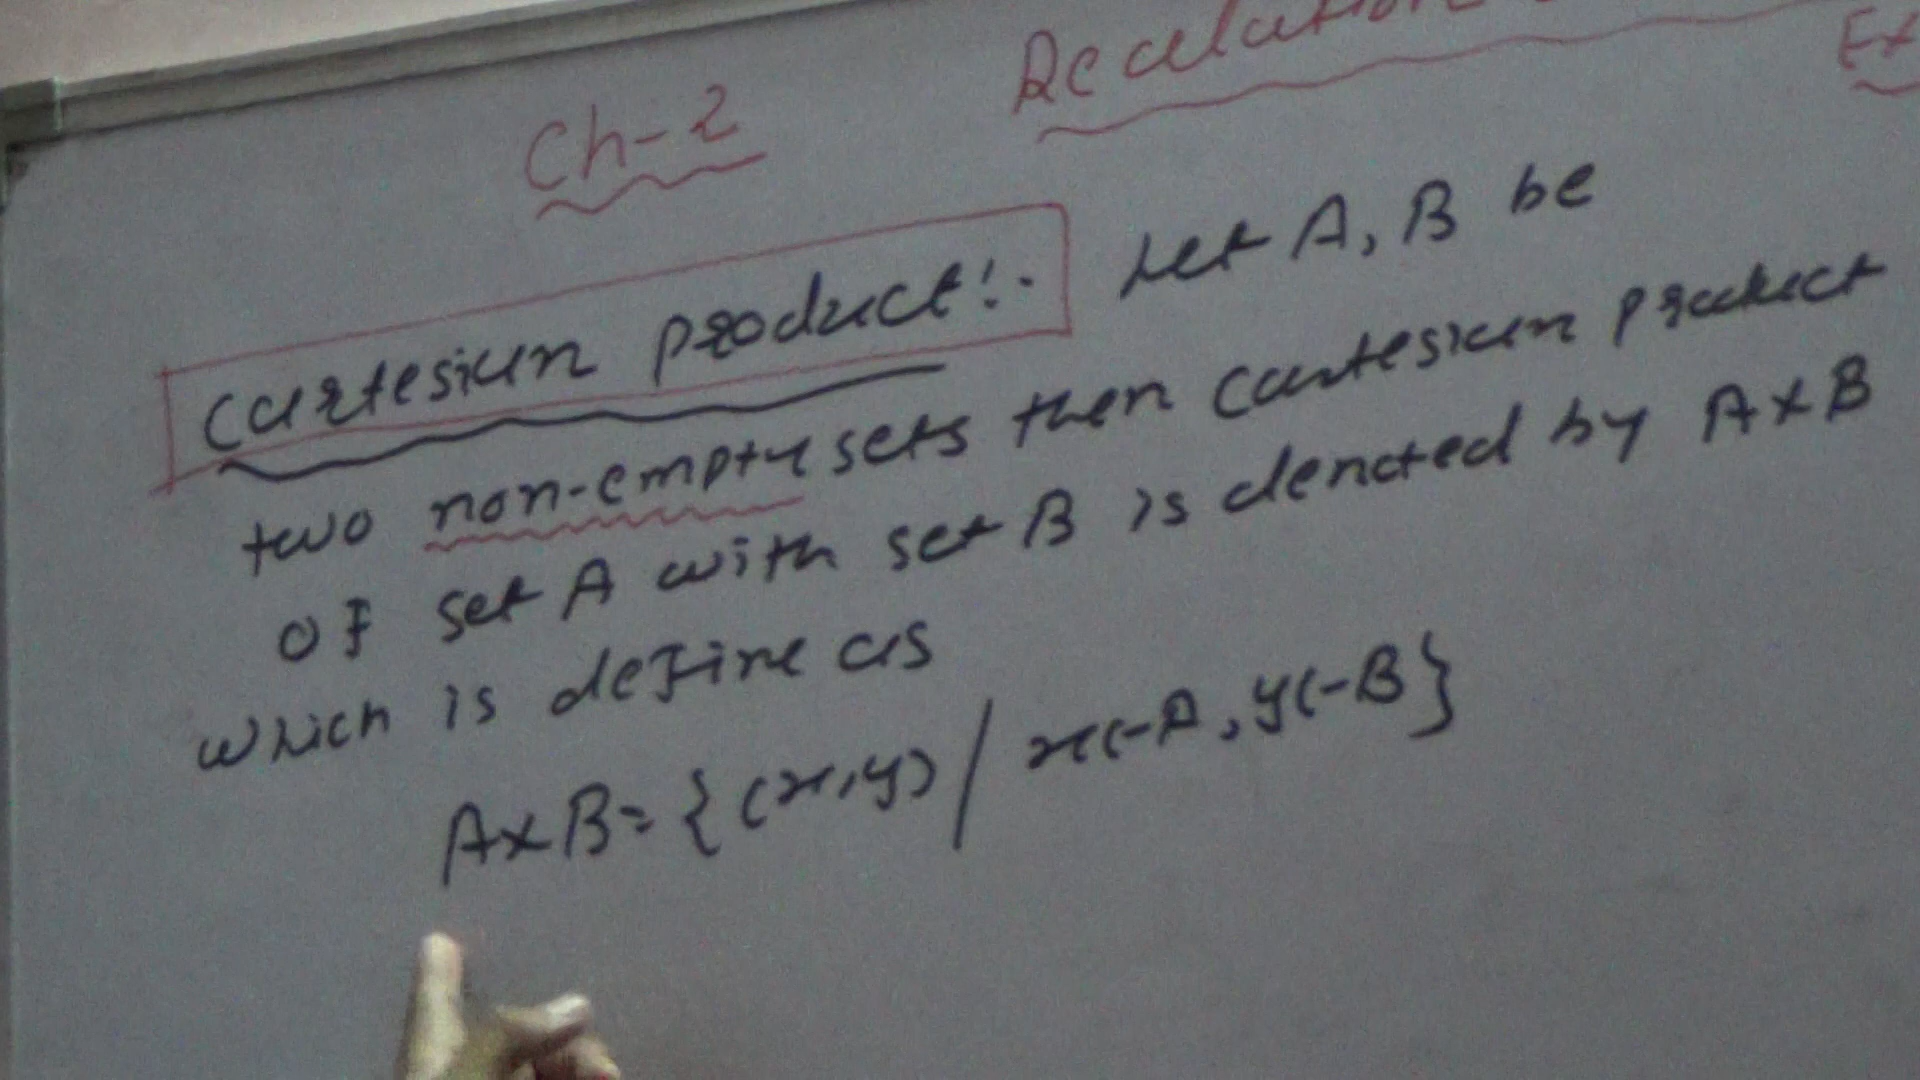 Ch-2
Cartesian product:- Let A, B be
two non-empty sets then cartesian product
of set A with set B is denoted by A×B
which is define as
A×B= {(x,y) / x∈A, y∈B}